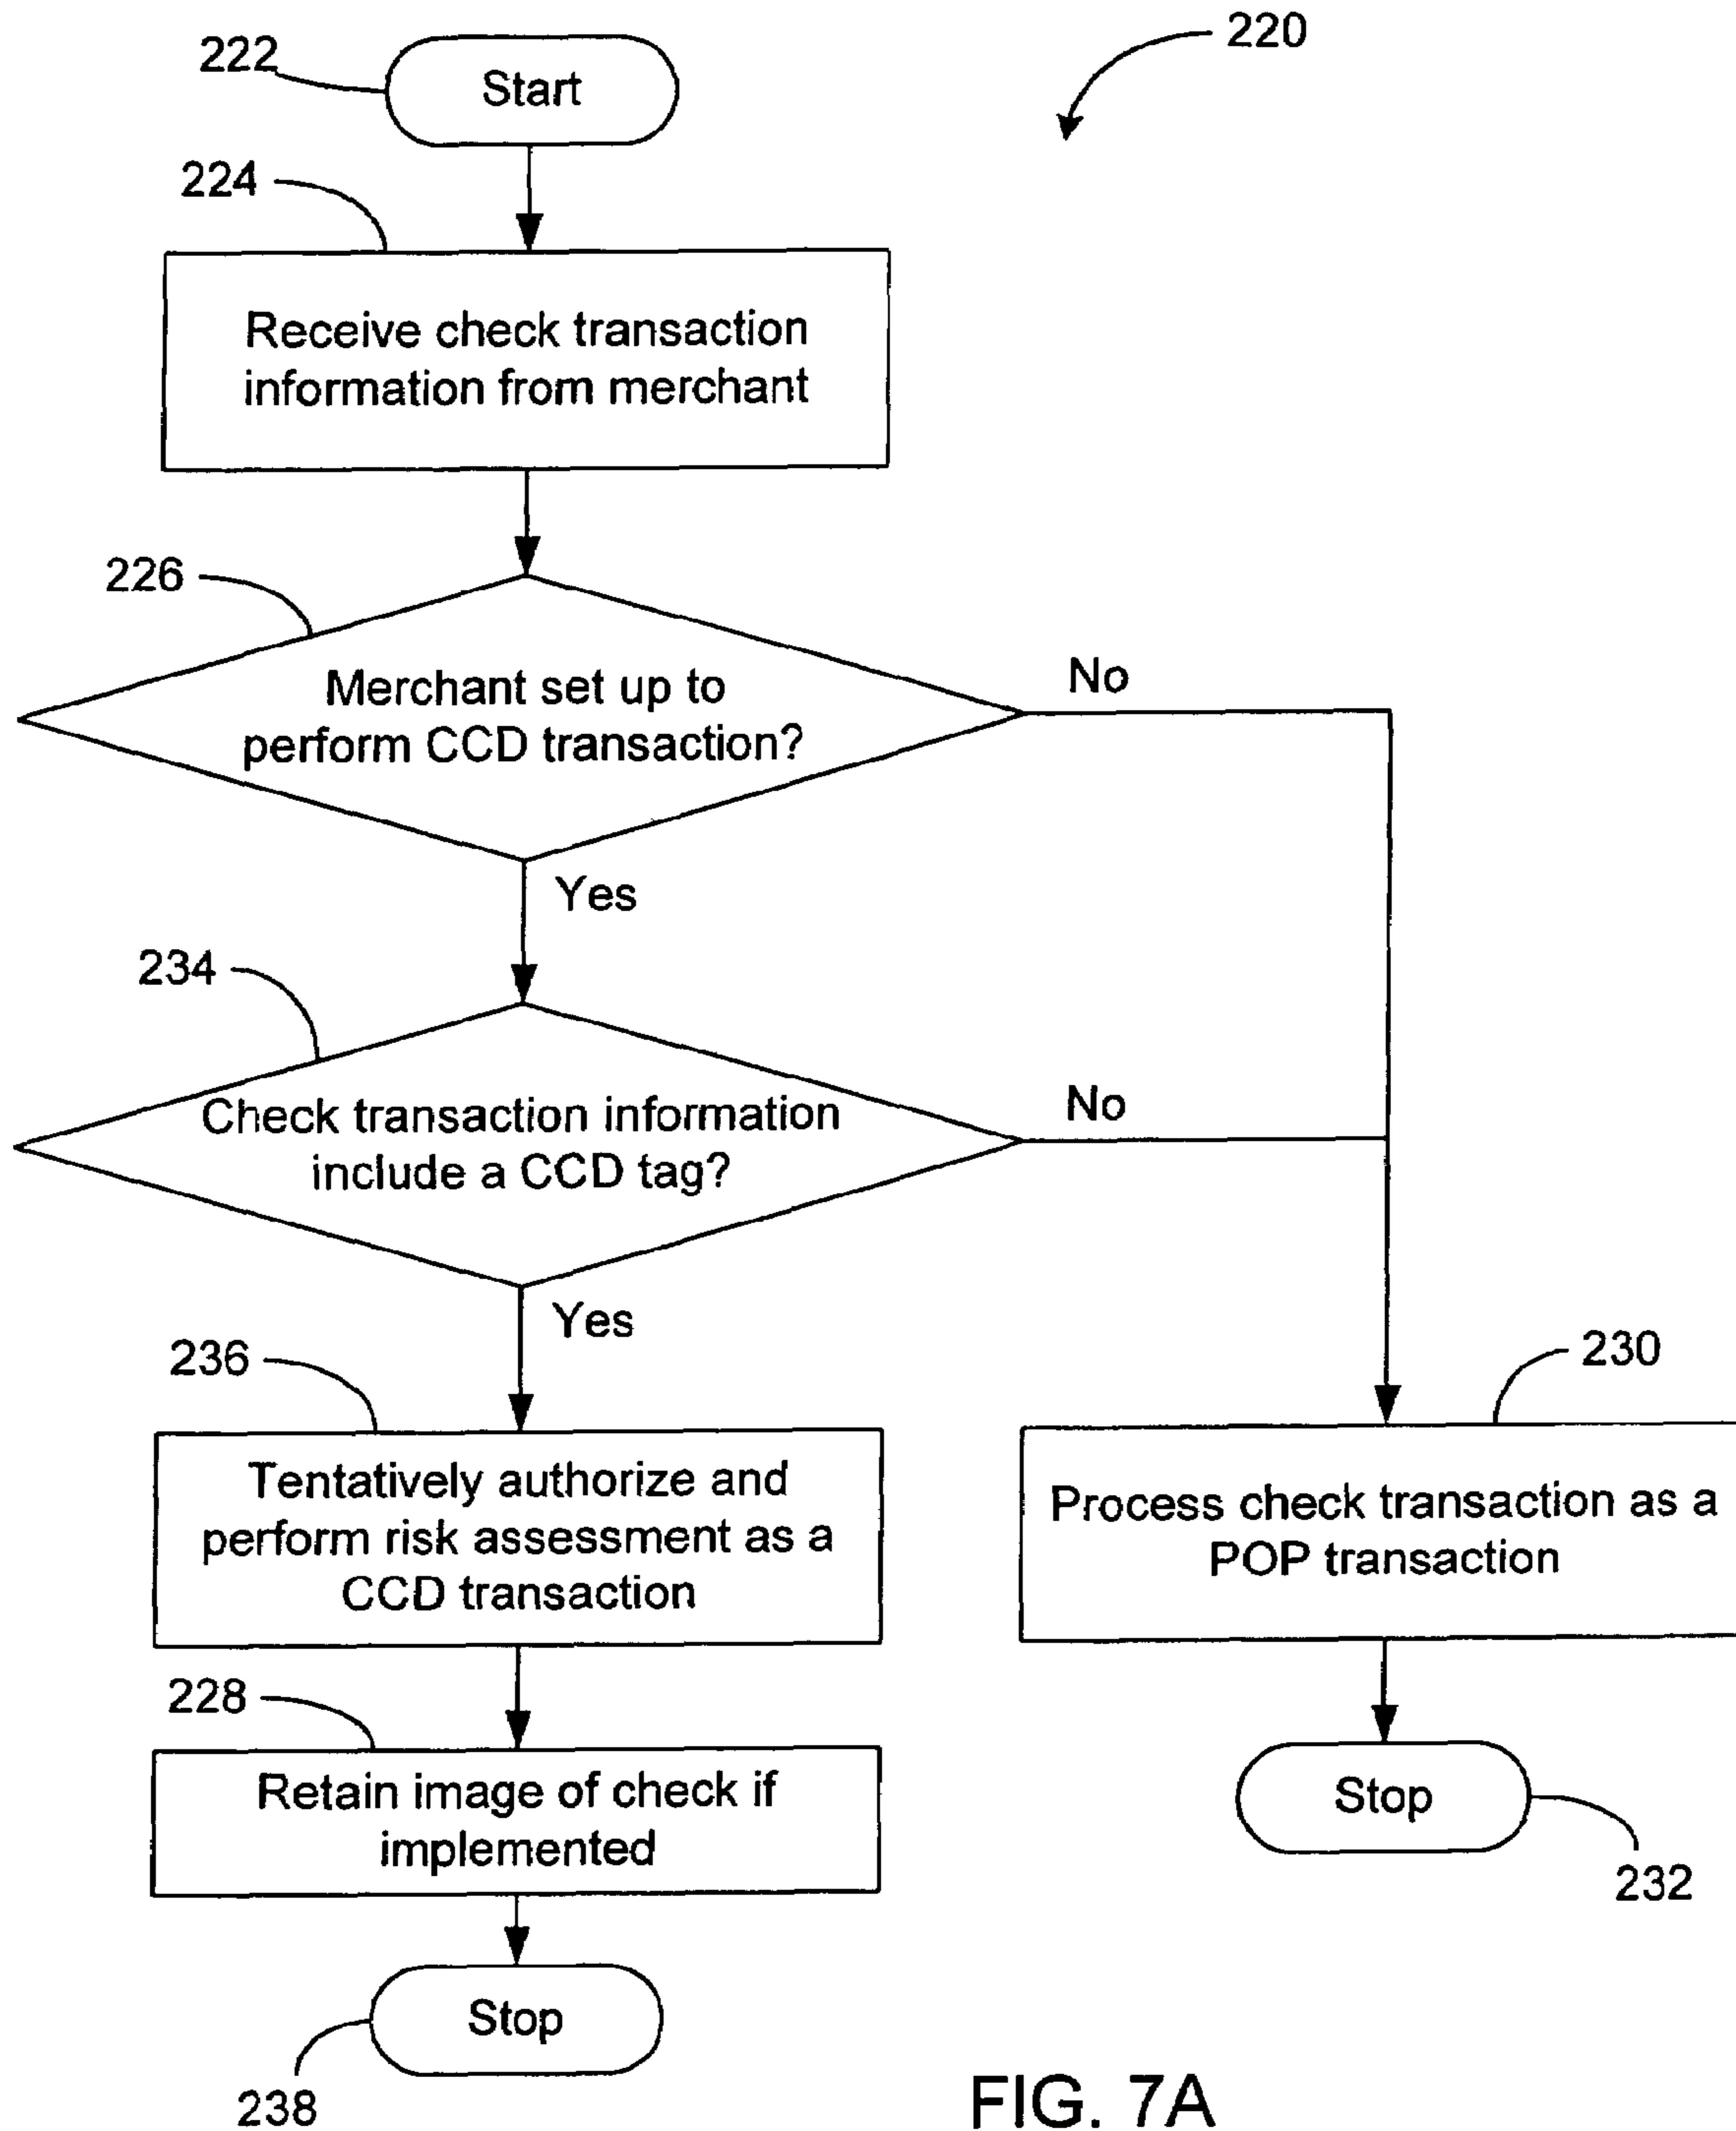 220
222
Start
224
Receive check transaction
information from merchant
226
Merchant set up to
perform CCD transaction?
No
Yes
234
Check transaction information
include a CCD tag?
No
Yes
236
Tentatively authorize and
perform risk assessment as a
CCD transaction
230
Process check transaction as a
POP transaction
228
Retain image of check if
implemented
Stop
232
Stop
238
FIG. 7A